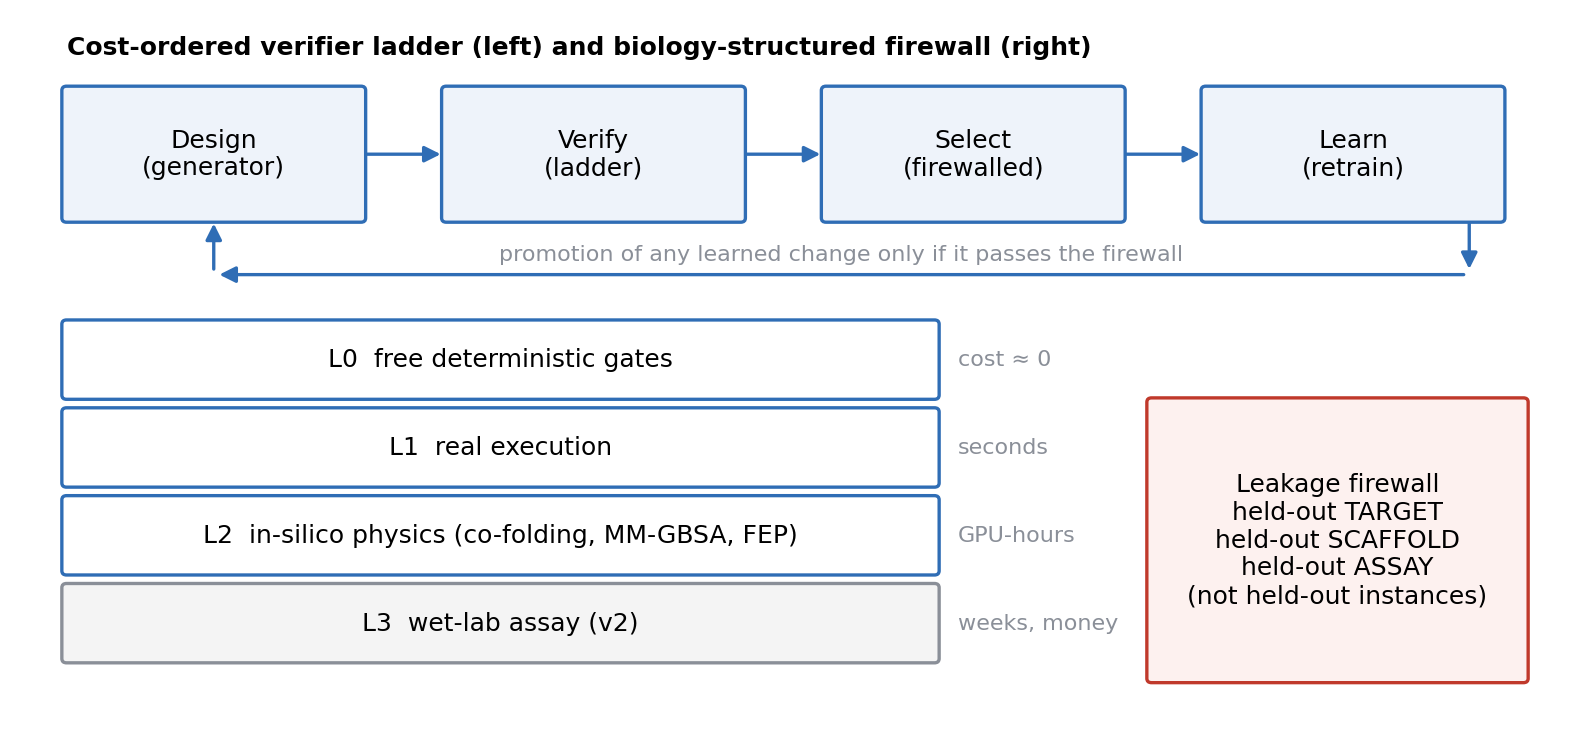 Cost-ordered verifier ladder (left) and biology-structured firewall (right)
Design
(generator)
Verify
(ladder)
Select
(firewalled)
Learn
(retrain)
promotion of any learned change only if it passes the firewall
L0  free deterministic gates
cost ≈ 0
L1  real execution
seconds
L2  in-silico physics (co-folding, MM-GBSA, FEP)
GPU-hours
L3  wet-lab assay (v2)
weeks, money
Leakage firewall
held-out TARGET
held-out SCAFFOLD
held-out ASSAY
(not held-out instances)